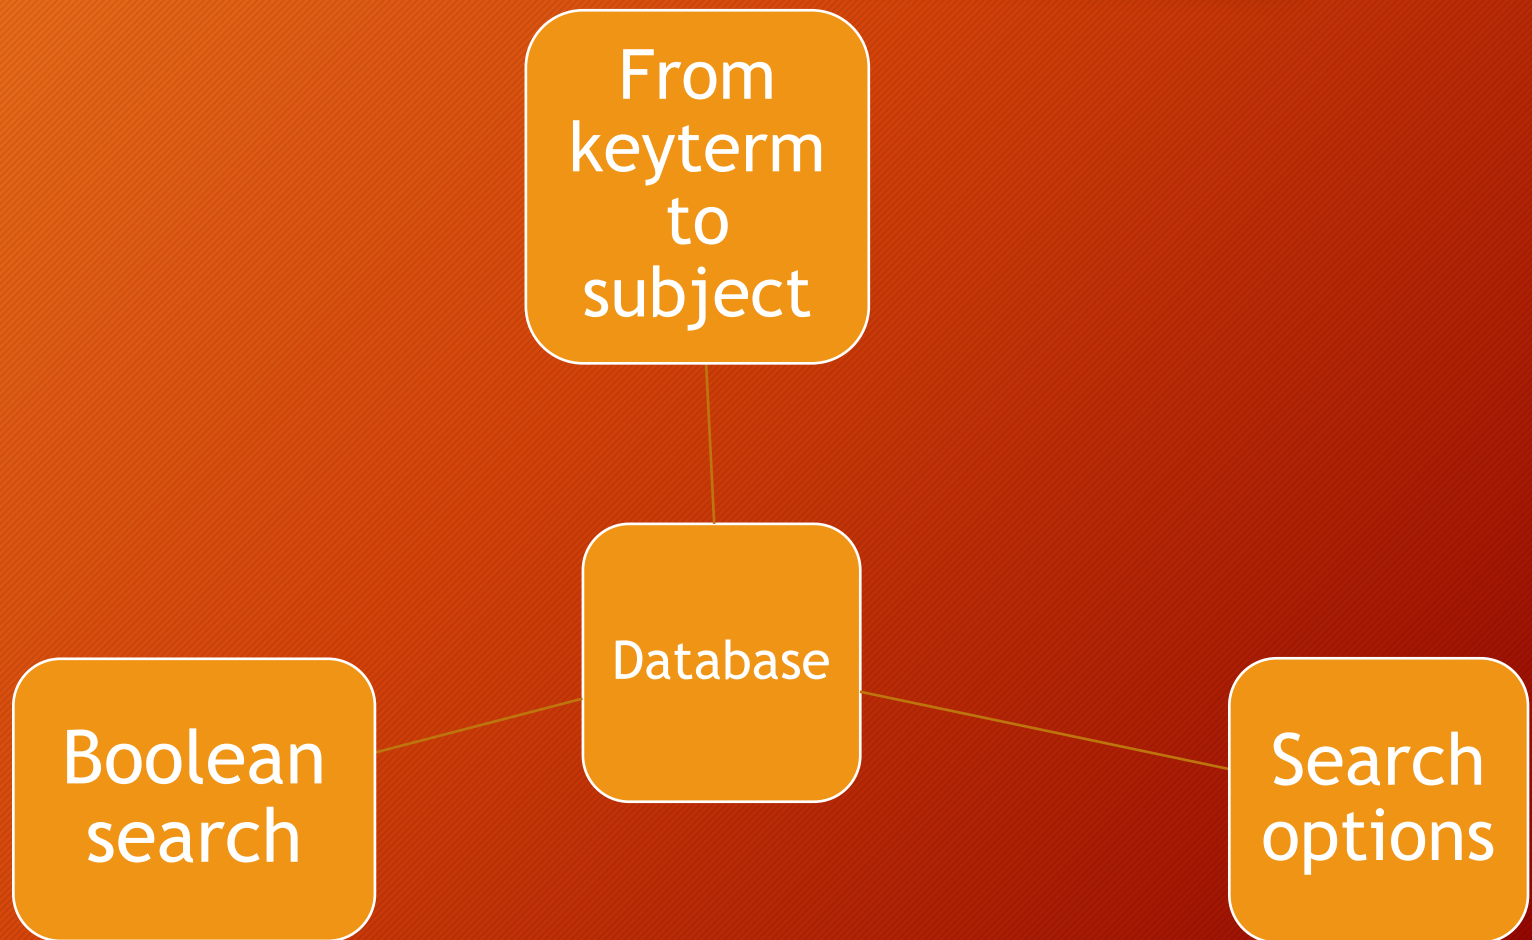 From
keyterm
to
subject
Database
Boolean
search
Search
options